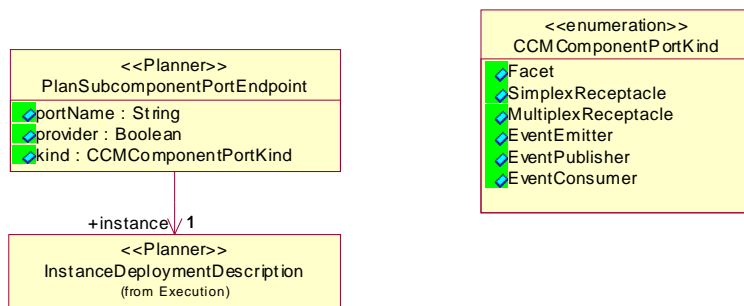 <<Planner>>
PlanSubcomponentPortEndpoint
portName : String
provider : Boolean
kind : CCMComponentPortKind
+instance 1
<<Planner>>
InstanceDeploymentDescription
(from Execution)
<<enumeration>>
CCMComponentPortKind
Facet
SimplexReceptacle
MultiplexReceptacle
EventEmitter
EventPublisher
EventConsumer